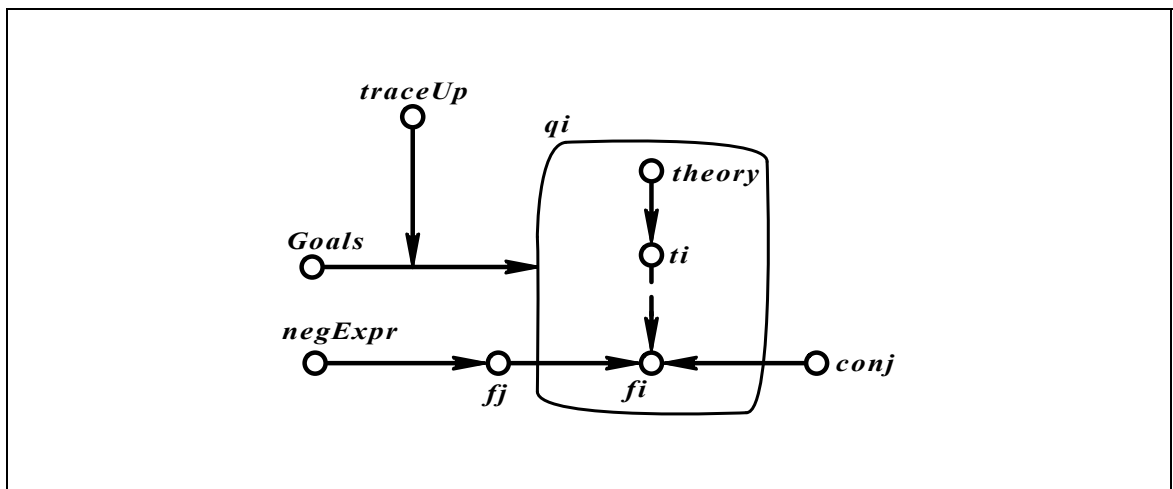 traceUp
qi
theory
Goals
ti
negExpr
conj
fj
fi